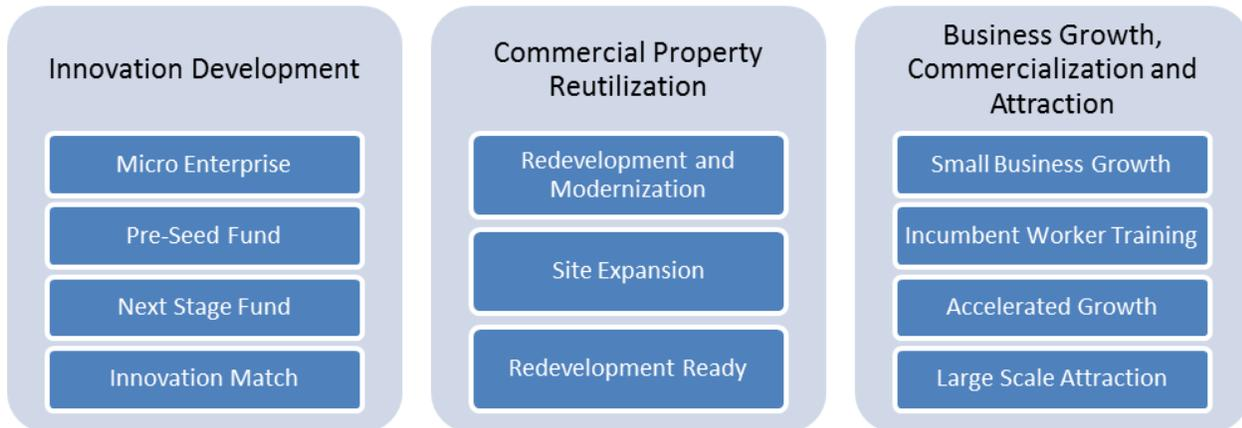 Innovation Development
Micro Enterprise
Pre-Seed Fund
Next Stage Fund
Innovation Match
Commercial Property
Reutilization
Redevelopment and
Modernization
Site Expansion
Redevelopment Ready
Business Growth,
Commercialization and
Attraction
Small Business Growth
Incumbent Worker Training
Accelerated Growth
Large Scale Attraction